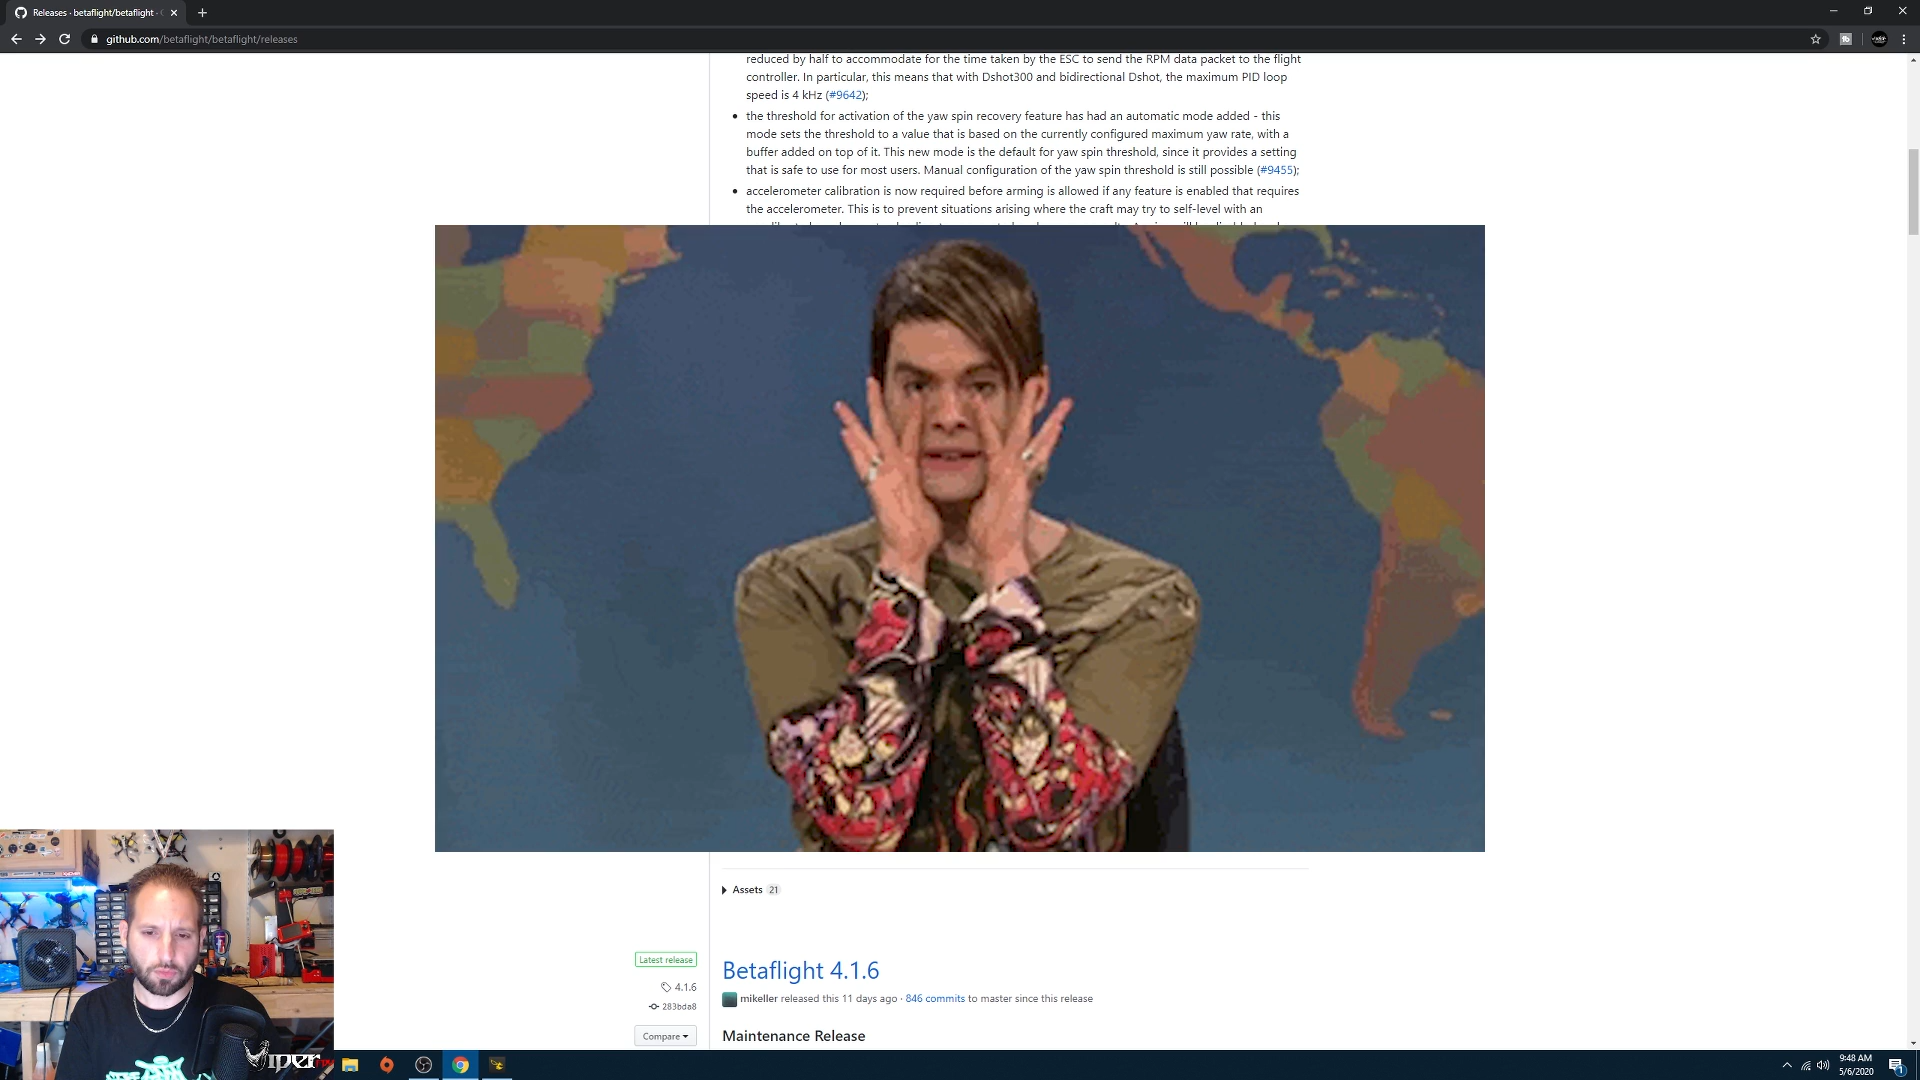 Releases · betaflight/betaflight ·
github.com/betaflight/betaflight/releases
reduced by half to accommodate for the time taken by the ESC to send the RPM data packet to the flight
controller. In particular, this means that with Dshot300 and bidirectional Dshot, the maximum PID loop
speed is 4 kHz (#9642);
the threshold for activation of the yaw spin recovery feature has had an automatic mode added - this
mode sets the threshold to a value that is based on the currently configured maximum yaw rate, with a
buffer added on top of it. This new mode is the default for yaw spin threshold, since it provides a setting
that is safe to use for most users. Manual configuration of the yaw spin threshold is still possible (#9455);
accelerometer calibration is now required before arming is allowed if any feature is enabled that requires
the accelerometer. This is to prevent situations arising where the craft may try to self-level with an
Assets 21
Latest release
4.1.6
283bda8
Compare
Betaflight 4.1.6
mikeller released this 11 days ago · 846 commits to master since this release
Maintenance Release
Viper
9:48 AM
5/6/2020
1